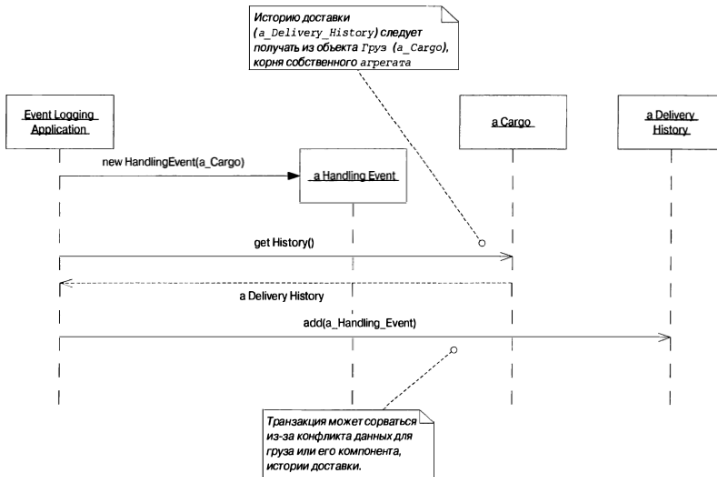 Историю доставки
(a_Delivery_History) следует
получать из объекта Груз (a_Cargo),
корня собственного агрегата
Event Logging
Application
a Cargo
a Delivery
History
new HandlingEvent(a_Cargo)
a Handling Event
get History()
a Delivery History
add(a_Handling_Event)
Транзакция может сорваться
из-за конфликта данных для
груза или его компонента,
истории доставки.